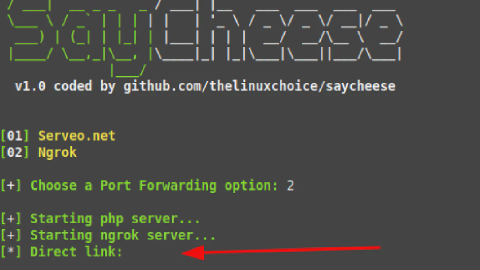 SayCheese
v1.0 coded by github.com/thelinuxchoice/saycheese
[01] Serveo.net
[02] Ngrok
[+] Choose a Port Forwarding option: 2
[+] Starting php server...
[+] Starting ngrok server...
[*] Direct link: